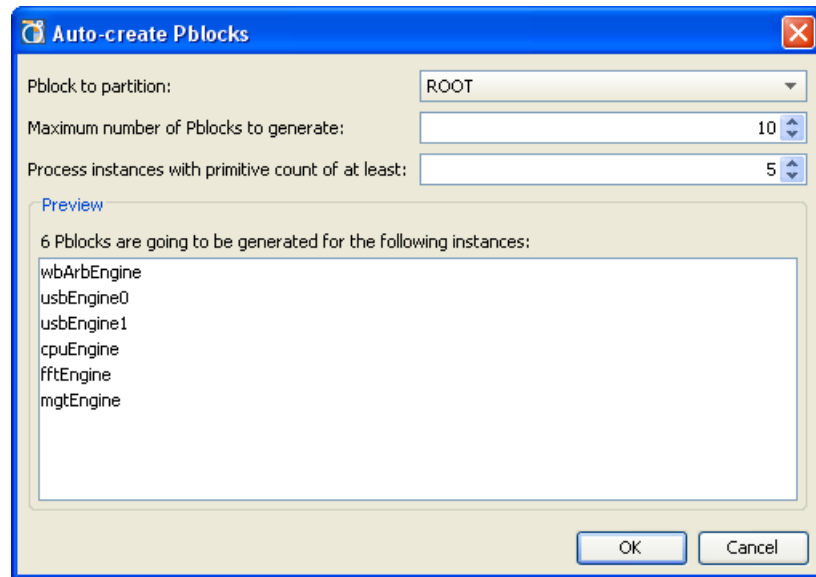 Auto-create Pblocks
Pblock to partition: ROOT
Maximum number of Pblocks to generate: 10
Process instances with primitive count of at least: 5
Preview
6 Pblocks are going to be generated for the following instances:
wbArbEngine
usbEngine0
usbEngine1
cpuEngine
fftEngine
mgtEngine
OK Cancel